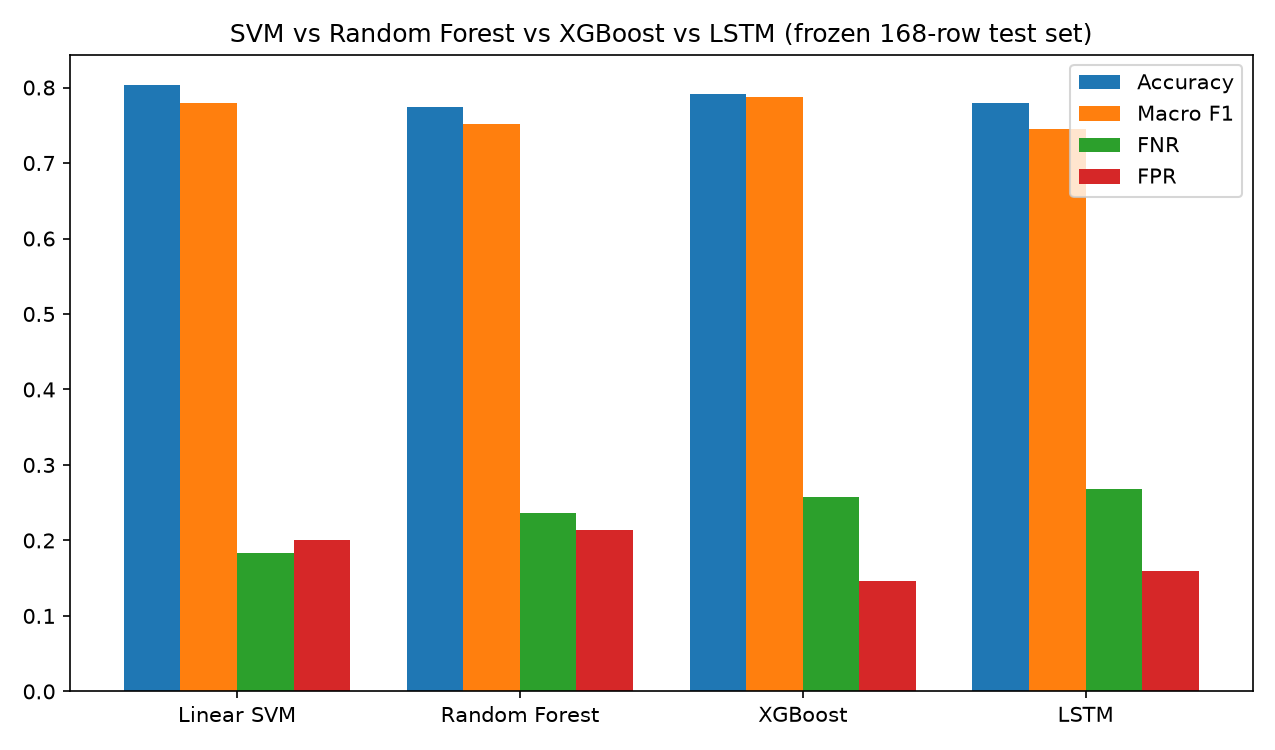 SVM vs Random Forest vs XGBoost vs LSTM (frozen 168-row test set)
Accuracy
Macro F1
FNR
FPR
0.8
0.7
0.6
0.5
0.4
0.3
0.2
0.1
0.0
Linear SVM
Random Forest
XGBoost
LSTM